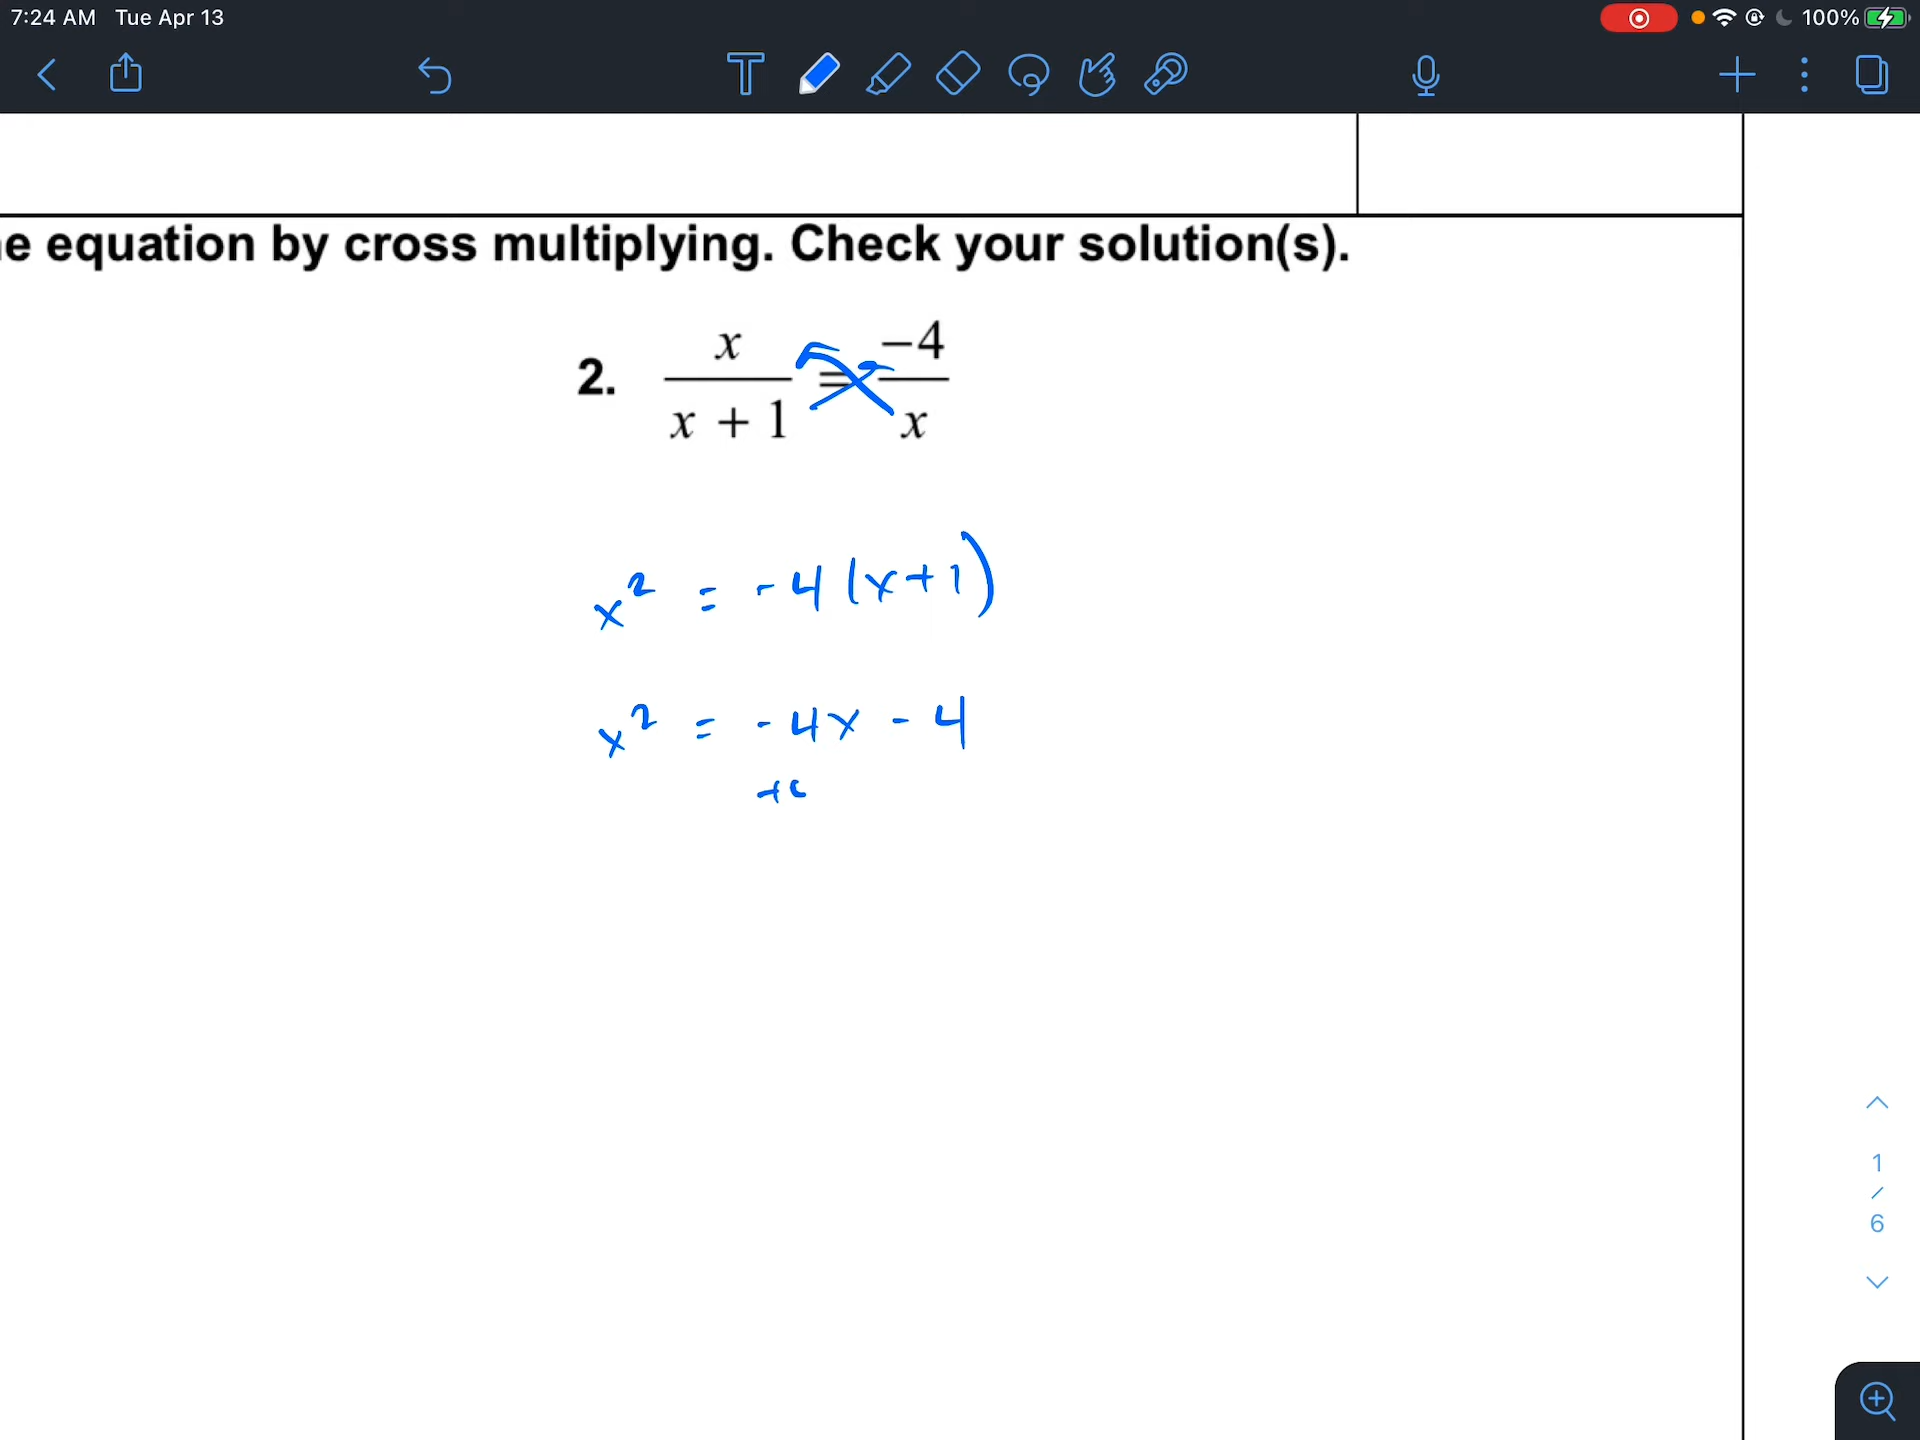 7:24 AM Tue Apr 13 100%
e equation by cross multiplying. Check your solution(s).
2. x/(x + 1) = −4/x
x² = -4(x+1)
x² = -4x - 4
+
1
/
6